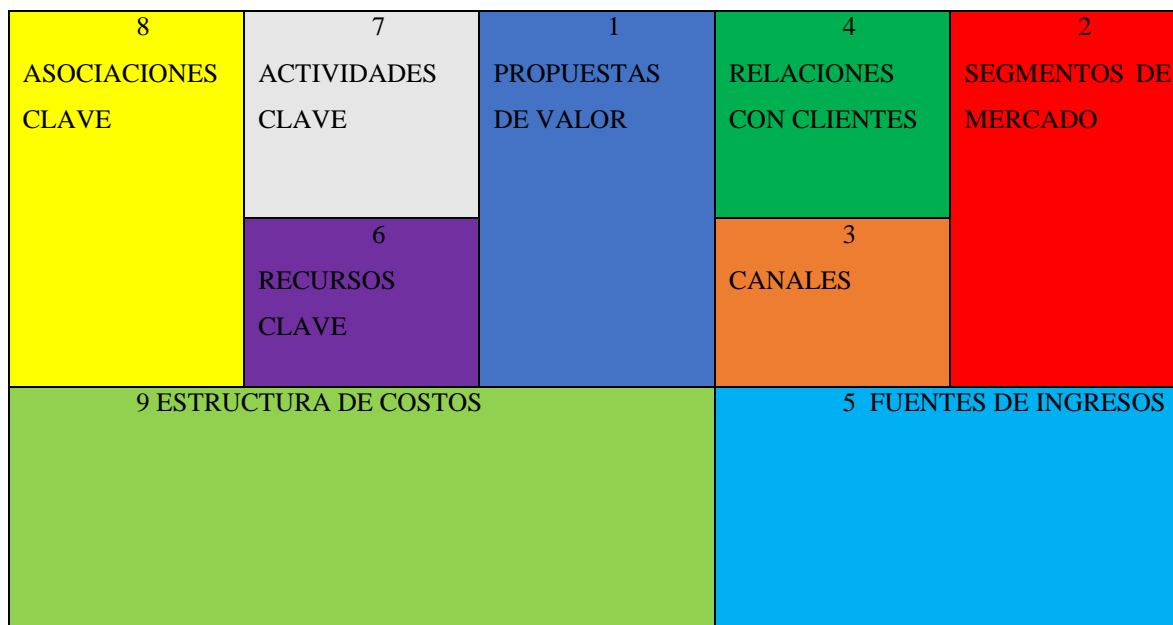 8
ASOCIACIONES
CLAVE
7
ACTIVIDADES
CLAVE
6
RECURSOS
CLAVE
1
PROPUESTAS
DE VALOR
4
RELACIONES
CON CLIENTES
3
CANALES
2
SEGMENTOS DE
MERCADO
9 ESTRUCTURA DE COSTOS
5 FUENTES DE INGRESOS